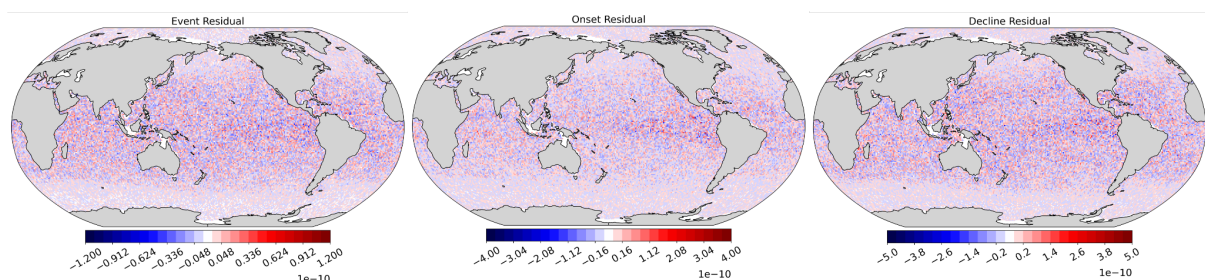 Event Residual
Onset Residual
Decline Residual
−1.200 −0.912 −0.624 −0.336 −0.048 0.048 0.336 0.624 0.912 1.200
1e−10
−4.00 −3.04 −2.08 −1.12 −0.16 0.16 1.12 2.08 3.04 4.00
1e−10
−5.0 −3.8 −2.6 −1.4 −0.2 0.2 1.4 2.6 3.8 5.0
1e−10